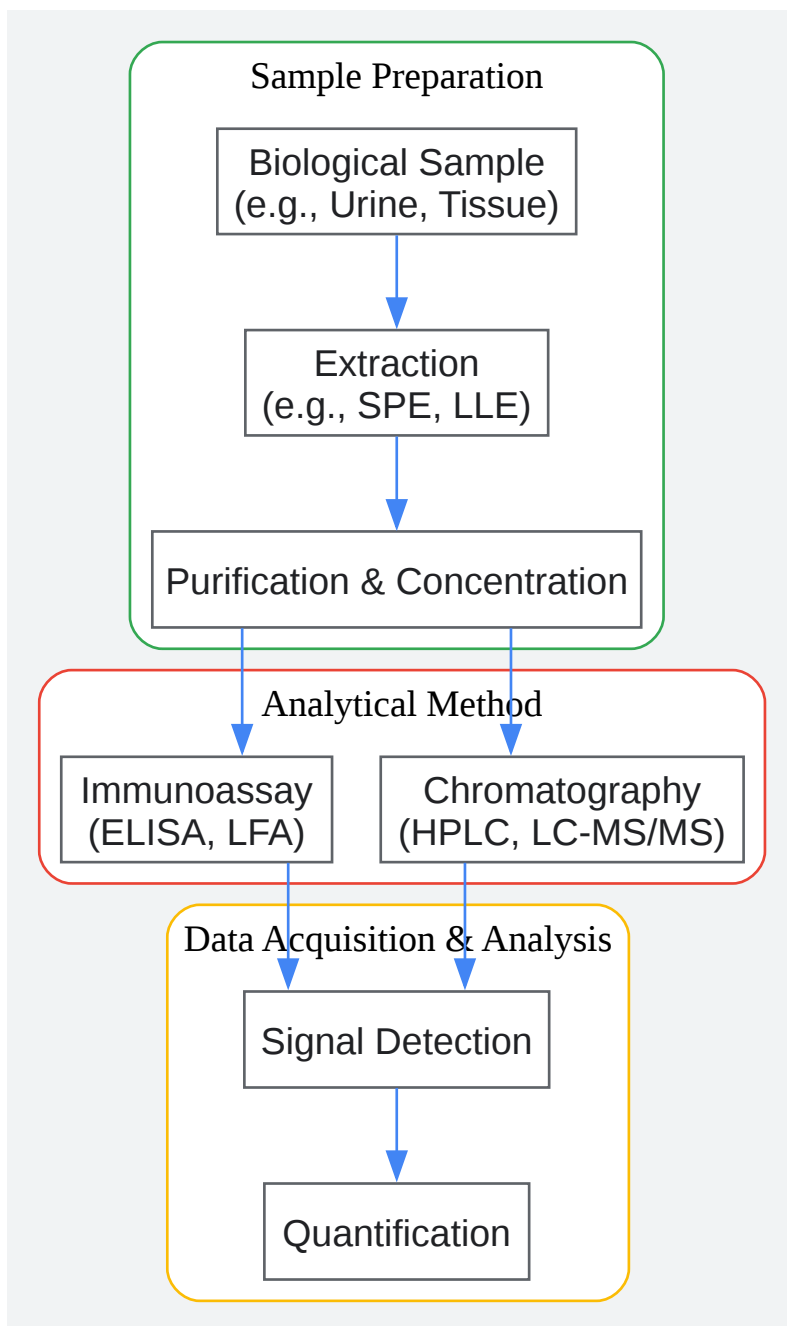 Sample Preparation
Biological Sample
(e.g., Urine, Tissue)
Extraction
(e.g., SPE, LLE)
Purification & Concentration
Analytical Method
Immunoassay
(ELISA, LFA)
Chromatography
(HPLC, LC-MS/MS)
Data Acquisition & Analysis
Signal Detection
Quantification